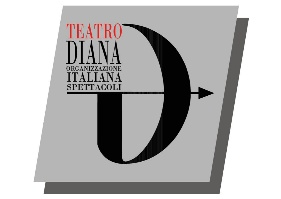 TEATRO
DIANA
ORGANIZZAZIONE
ITALIANA
SPETTACOLI